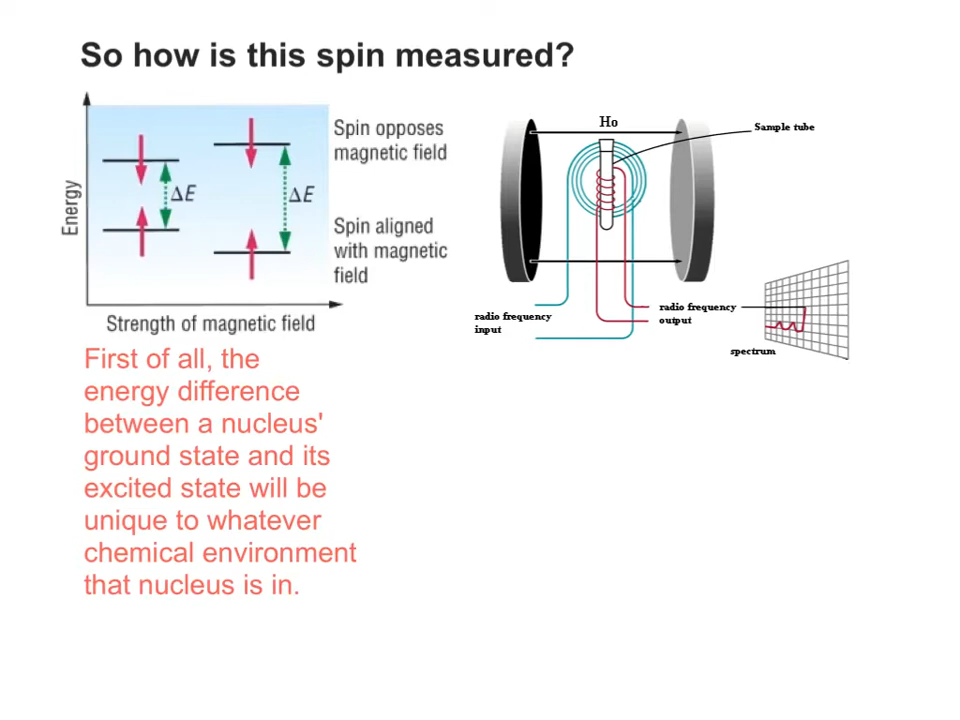 So how is this spin measured?
Energy
ΔE
ΔE
Spin opposes
magnetic field
Spin aligned
with magnetic
field
Strength of magnetic field
Ho
Sample tube
radio frequency
input
radio frequency
output
spectrum
First of all, the
energy difference
between a nucleus'
ground state and its
excited state will be
unique to whatever
chemical environment
that nucleus is in.